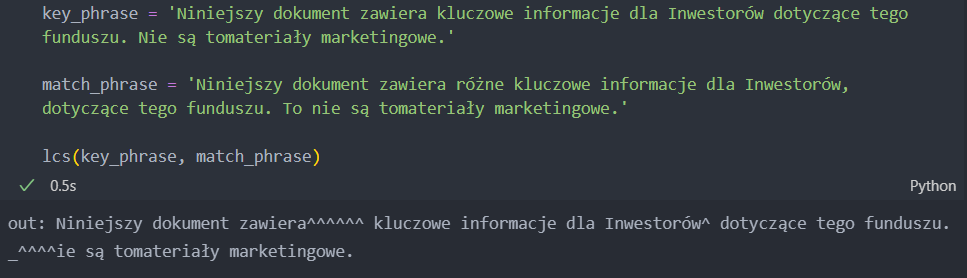 key_phrase = 'Niniejszy dokument zawiera kluczowe informacje dla Inwestorów dotyczące tego
funduszu. Nie są tomateriały marketingowe.'
match_phrase = 'Niniejszy dokument zawiera różne kluczowe informacje dla Inwestorów,
dotyczące tego funduszu. To nie są tomateriały marketingowe.'
lcs(key_phrase, match_phrase)
✓ 0.5s Python
out: Niniejszy dokument zawiera^^^^^^ kluczowe informacje dla Inwestorów^ dotyczące tego funduszu.
_^^^^ie są tomateriały marketingowe.